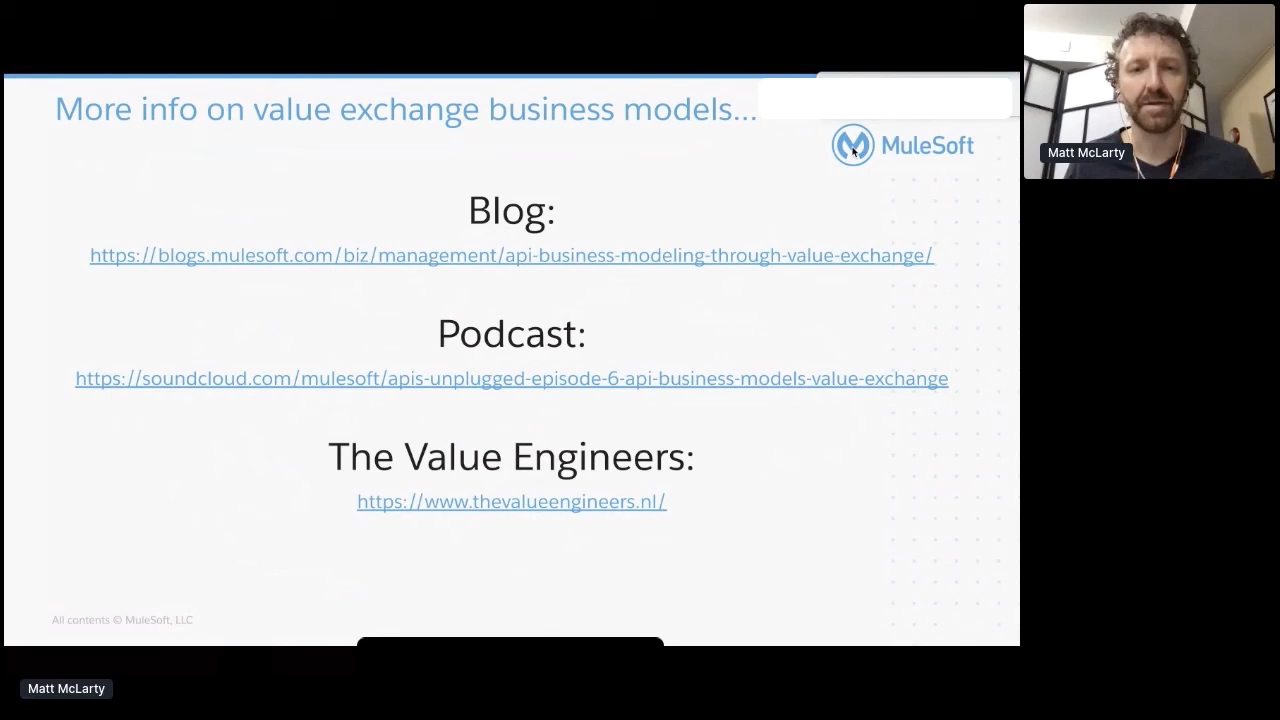 More info on value exchange business models...
MuleSoft
Blog:
https://blogs.mulesoft.com/biz/management/api-business-modeling-through-value-exchange/
Podcast:
https://soundcloud.com/mulesoft/apis-unplugged-episode-6-api-business-models-value-exchange
The Value Engineers:
https://www.thevalueengineers.nl/
All contents © MuleSoft, LLC
Matt McLarty
Matt McLarty